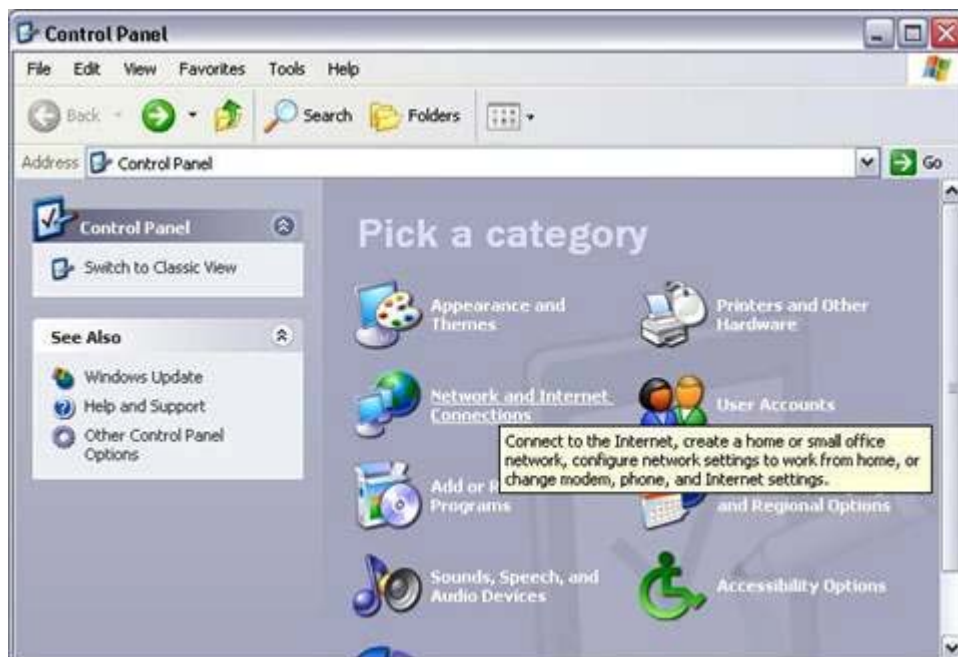 Control Panel
File Edit View Favorites Tools Help
Back Search Folders
Address Control Panel Go
Control Panel
Switch to Classic View
See Also
Windows Update
Help and Support
Other Control Panel
Options
Pick a category
Appearance and
Themes
Printers and Other
Hardware
Network and Internet
Connections
User Accounts
Connect to the Internet, create a home or small office
network, configure network settings to work from home, or
change modem, phone, and Internet settings.
Add or
Programs
and Regional Options
Sounds, Speech, and
Audio Devices
Accessibility Options